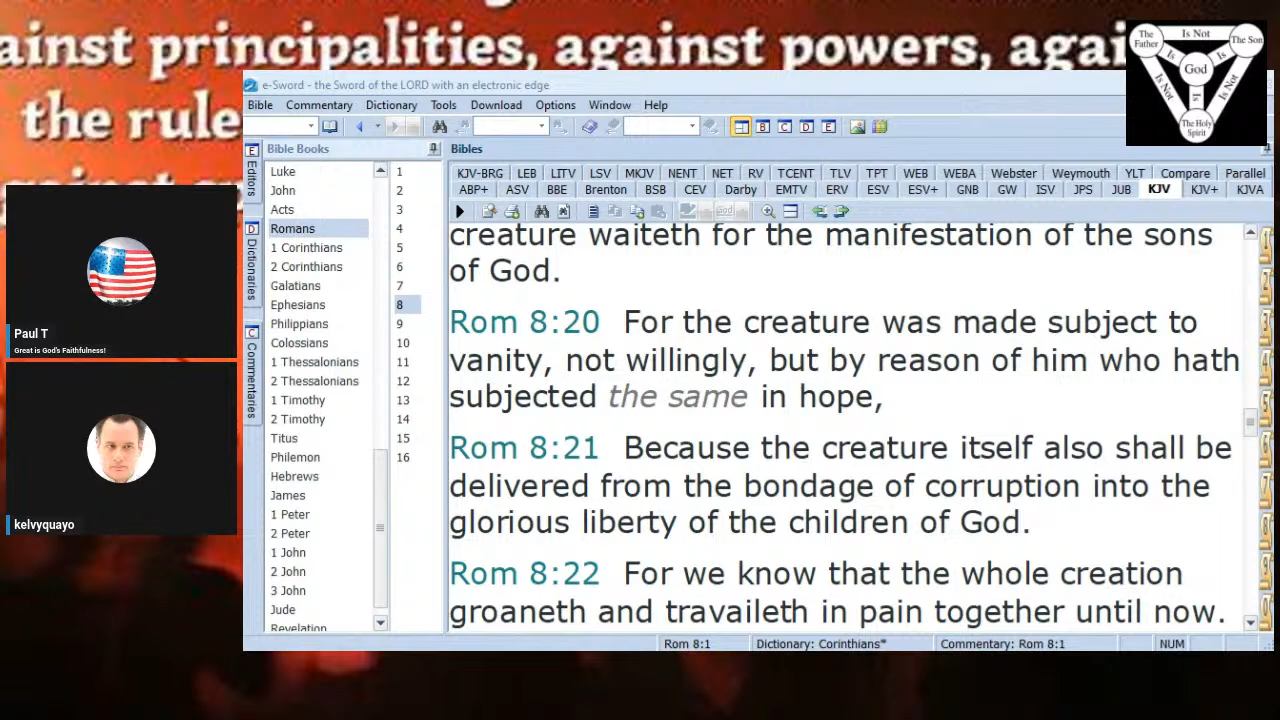 ainst principalities, against powers, agai
the rule
The Father
Is Not
The Son
Is
Is
God
Is Not
Is
Is Not
The Holy Spirit
e-Sword - the Sword of the LORD with an electronic edge
Bible Commentary Dictionary Tools Download Options Window Help
B C D E
E Editors
D Dictionaries
C Commentaries
Bible Books
Luke
John
Acts
Romans
1 Corinthians
2 Corinthians
Galatians
Ephesians
Philippians
Colossians
1 Thessalonians
2 Thessalonians
1 Timothy
2 Timothy
Titus
Philemon
Hebrews
James
1 Peter
2 Peter
1 John
2 John
3 John
Jude
Revelation
1
2
3
4
5
6
7
8
9
10
11
12
13
14
15
16
Bibles
KJV-BRG LEB LITV LSV MKJV NENT NET RV TCENT TLV TPT WEB WEBA Webster Weymouth YLT Compare Parallel
ABP+ ASV BBE Brenton BSB CEV Darby EMTV ERV ESV ESV+ GNB GW ISV JPS JUB KJV KJV+ KJVA
God
creature waiteth for the manifestation of the sons
of God.
Rom 8:20 For the creature was made subject to
vanity, not willingly, but by reason of him who hath
subjected the same in hope,
Rom 8:21 Because the creature itself also shall be
delivered from the bondage of corruption into the
glorious liberty of the children of God.
Rom 8:22 For we know that the whole creation
groaneth and travaileth in pain together until now.
Rom 8:1 Dictionary: Corinthians* Commentary: Rom 8:1 NUM
Paul T
Great is God's Faithfulness!
kelvyquayo